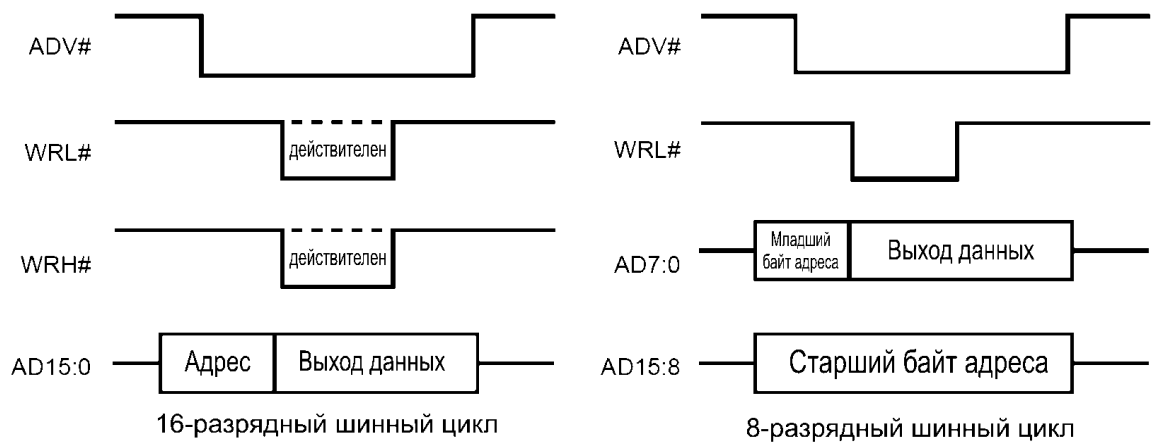 ADV#
WRL#
действителен
WRH#
действителен
AD15:0
Адрес
Выход данных
16-разрядный шинный цикл
ADV#
WRL#
AD7:0
Младший
байт адреса
Выход данных
AD15:8
Старший байт адреса
8-разрядный шинный цикл